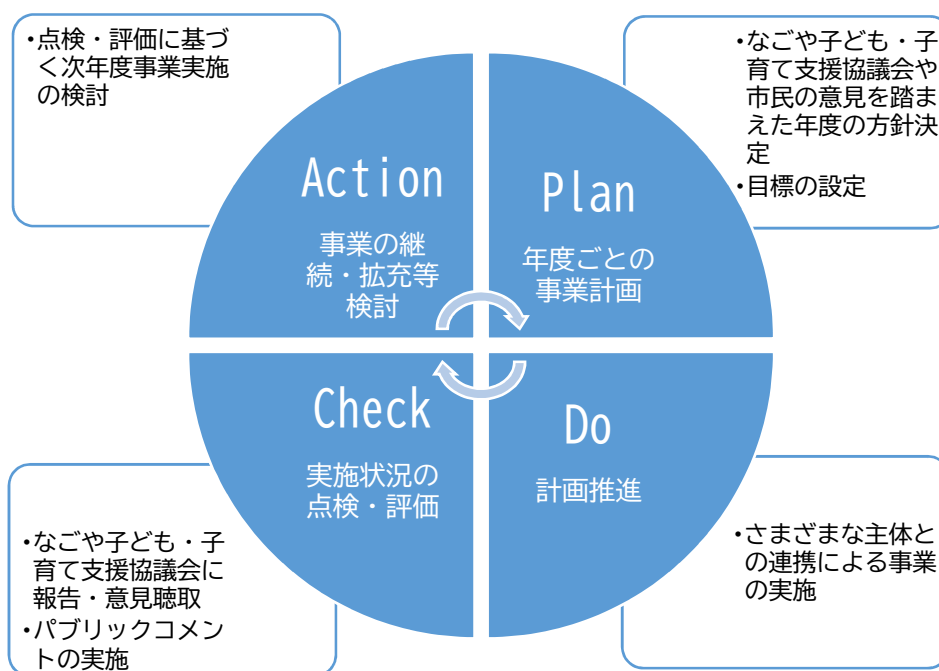 ・点検・評価に基づ
く次年度事業実施
の検討
・なごや子ども・子
育て支援協議会や
市民の意見を踏ま
えた年度の方針決
定
・目標の設定
Action
事業の継
続・拡充等
検討
Plan
年度ごとの
事業計画
Check
実施状況の
点検・評価
Do
計画推進
・なごや子ども・子
育て支援協議会に
報告・意見聴取
・パブリックコメン
トの実施
・さまざまな主体と
の連携による事業
の実施